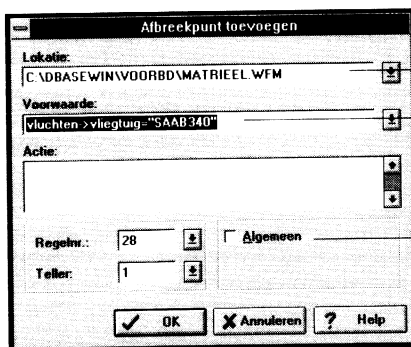 Afbreekpunt toevoegen
Lokatie:
C:\DBASEWIN\VOORBD\MATRIEEL.WFM
Voorwaarde:
vluchten->vliegtuig="SAAB340"
Actie:
Regelnr.: 28
Algemeen
Teller: 1
OK
Annuleren
? Help